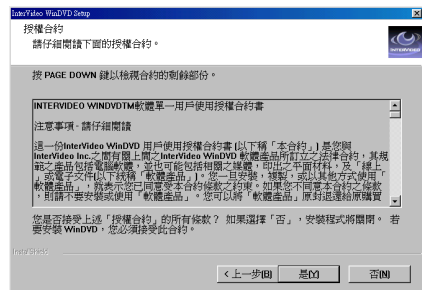 InterVideo WinDVD Setup
授權合約
請仔細閱讀下面的授權合約。
INTERVIDEO
按 PAGE DOWN 鍵以檢視合約的剩餘部份。
INTERVIDEO WINDVDTM軟體單一用戶使用授權合約書
注意事項 - 請仔細閱讀
這一份InterVideo WinDVD 用戶使用授權合約書 (以下稱「本合約」) 是您與
InterVideo Inc.之間有關上開之InterVideo WinDVD 軟體產品所訂立之法律合約，其規
範之產品包括電腦軟體，並也可能包括相關之媒體，印出之平面材料，及「線上
」或電子文件(以下統稱「軟體產品」)。您一旦安裝，複製，或以其他方式使用「
軟體產品」，就表示您已同意受本合約條款之約束。如果您不同意本合約之條款
，則請不要安裝或使用「軟體產品」。您可以將「軟體產品」原封退還給原購買
您是否接受上述「授權合約」的所有條款？ 如果選擇「否」，安裝程式將關閉。 若
要安裝 WinDVD，您必須接受此合約。
InstallShield
< 上一步(B)
是(Y)
否(N)